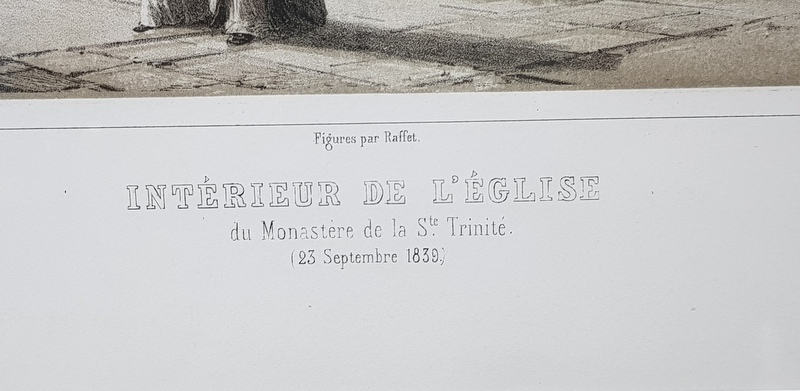 Figures par Raffet.
INTÉRIEUR DE L'ÉGLISE
du Monastère de la Ste Trinité.
(23 Septembre 1839.)